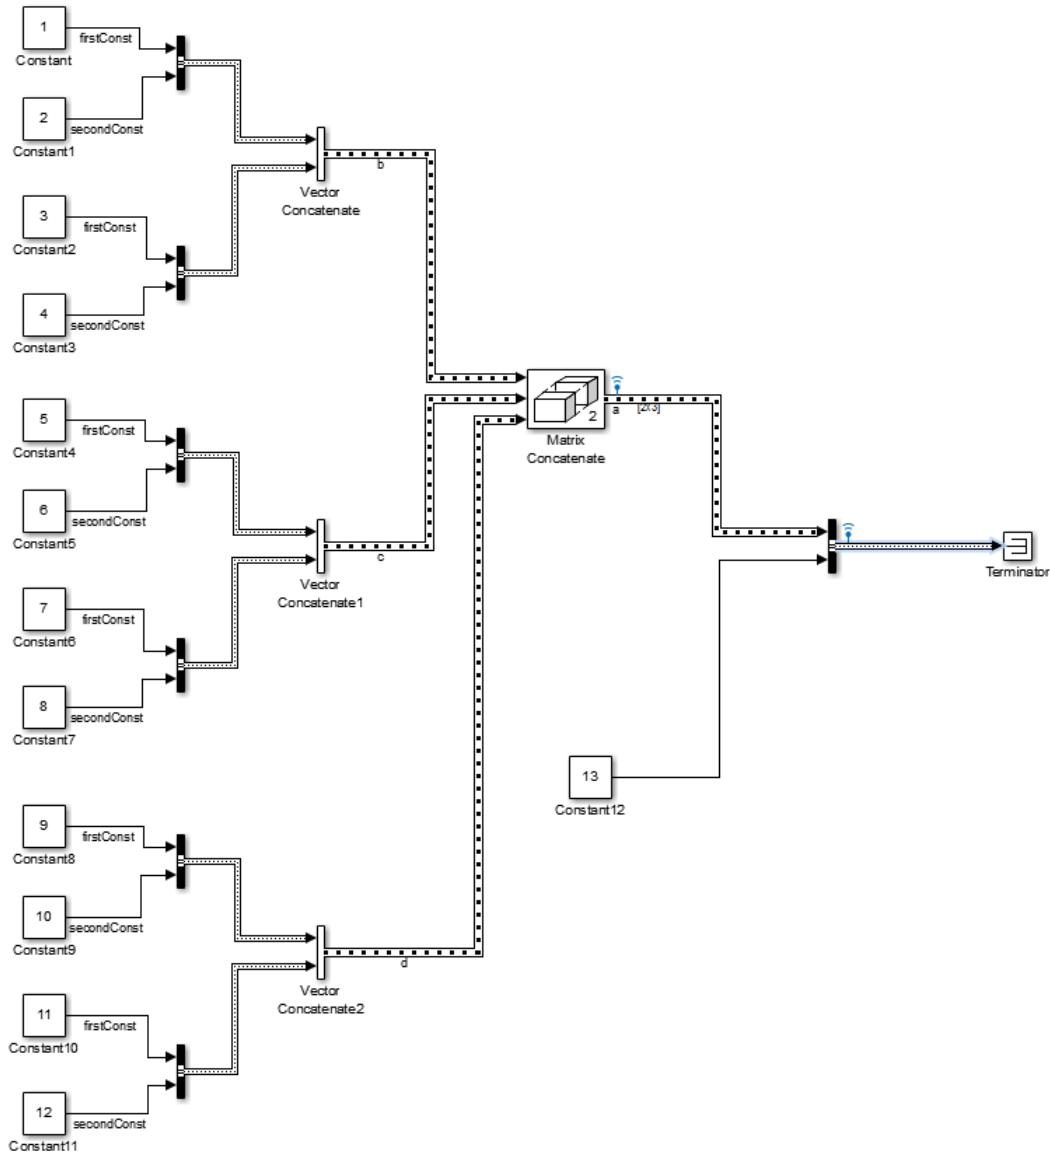 1
firstConst
Constant
2
secondConst
Constant1
b
Vector
Concatenate
3
firstConst
Constant2
4
secondConst
Constant3
2
a
[2x3]
Matrix
Concatenate
5
firstConst
Constant4
6
secondConst
Constant5
c
Vector
Concatenate1
Terminator
7
firstConst
Constant6
8
secondConst
Constant7
13
Constant12
9
firstConst
Constant8
10
secondConst
Constant9
d
Vector
Concatenate2
11
firstConst
Constant10
12
secondConst
Constant11